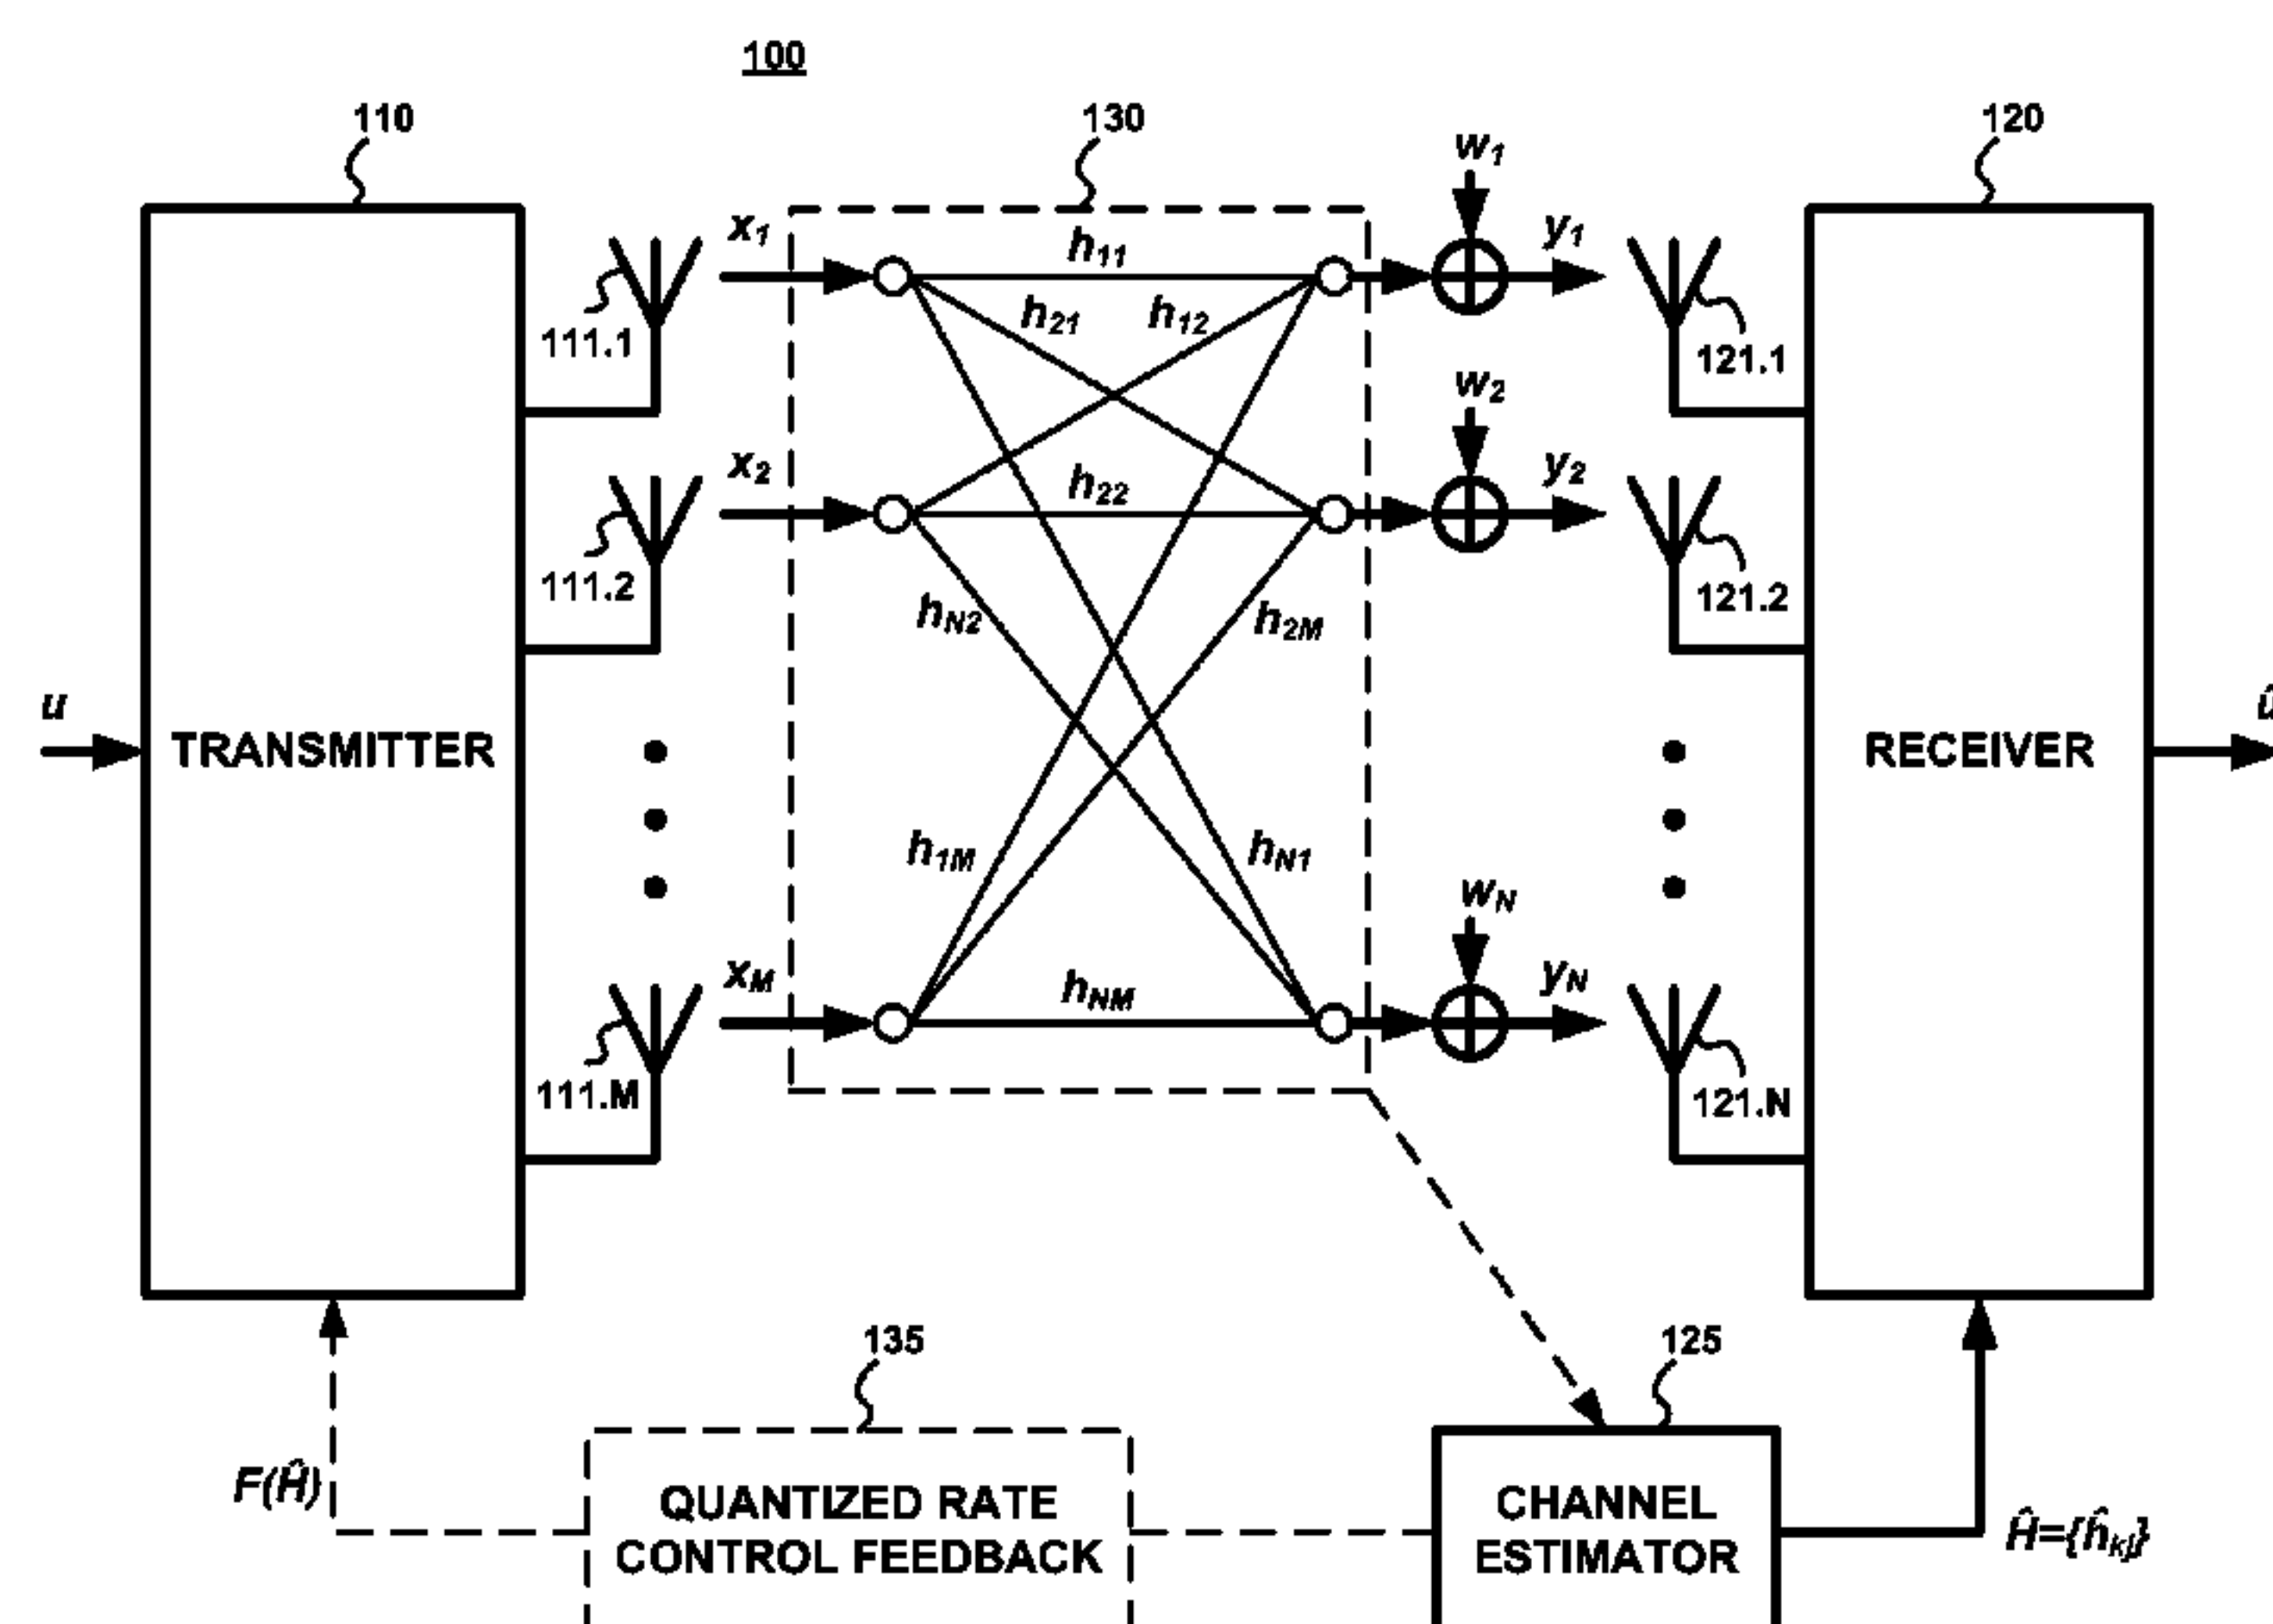 100
110
130
120
w1
x1
h11
y1
h21
h12
111.1
121.1
w2
x2
h22
y2
111.2
121.2
hN2
h2M
u
û
TRANSMITTER
RECEIVER
h1M
hN1
wN
xM
hNM
yN
111.M
121.N
135
125
F(Ĥ)
QUANTIZED RATE
CONTROL FEEDBACK
CHANNEL
ESTIMATOR
Ĥ={ĥkj}